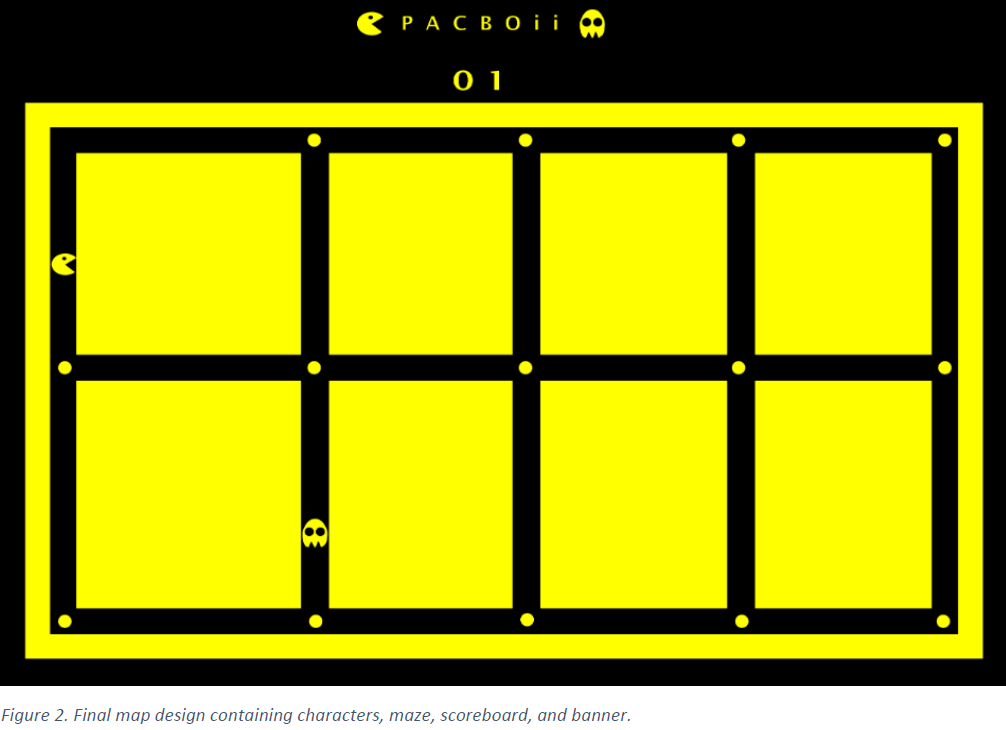 P A C B O i i
0 1
Figure 2. Final map design containing characters, maze, scoreboard, and banner.